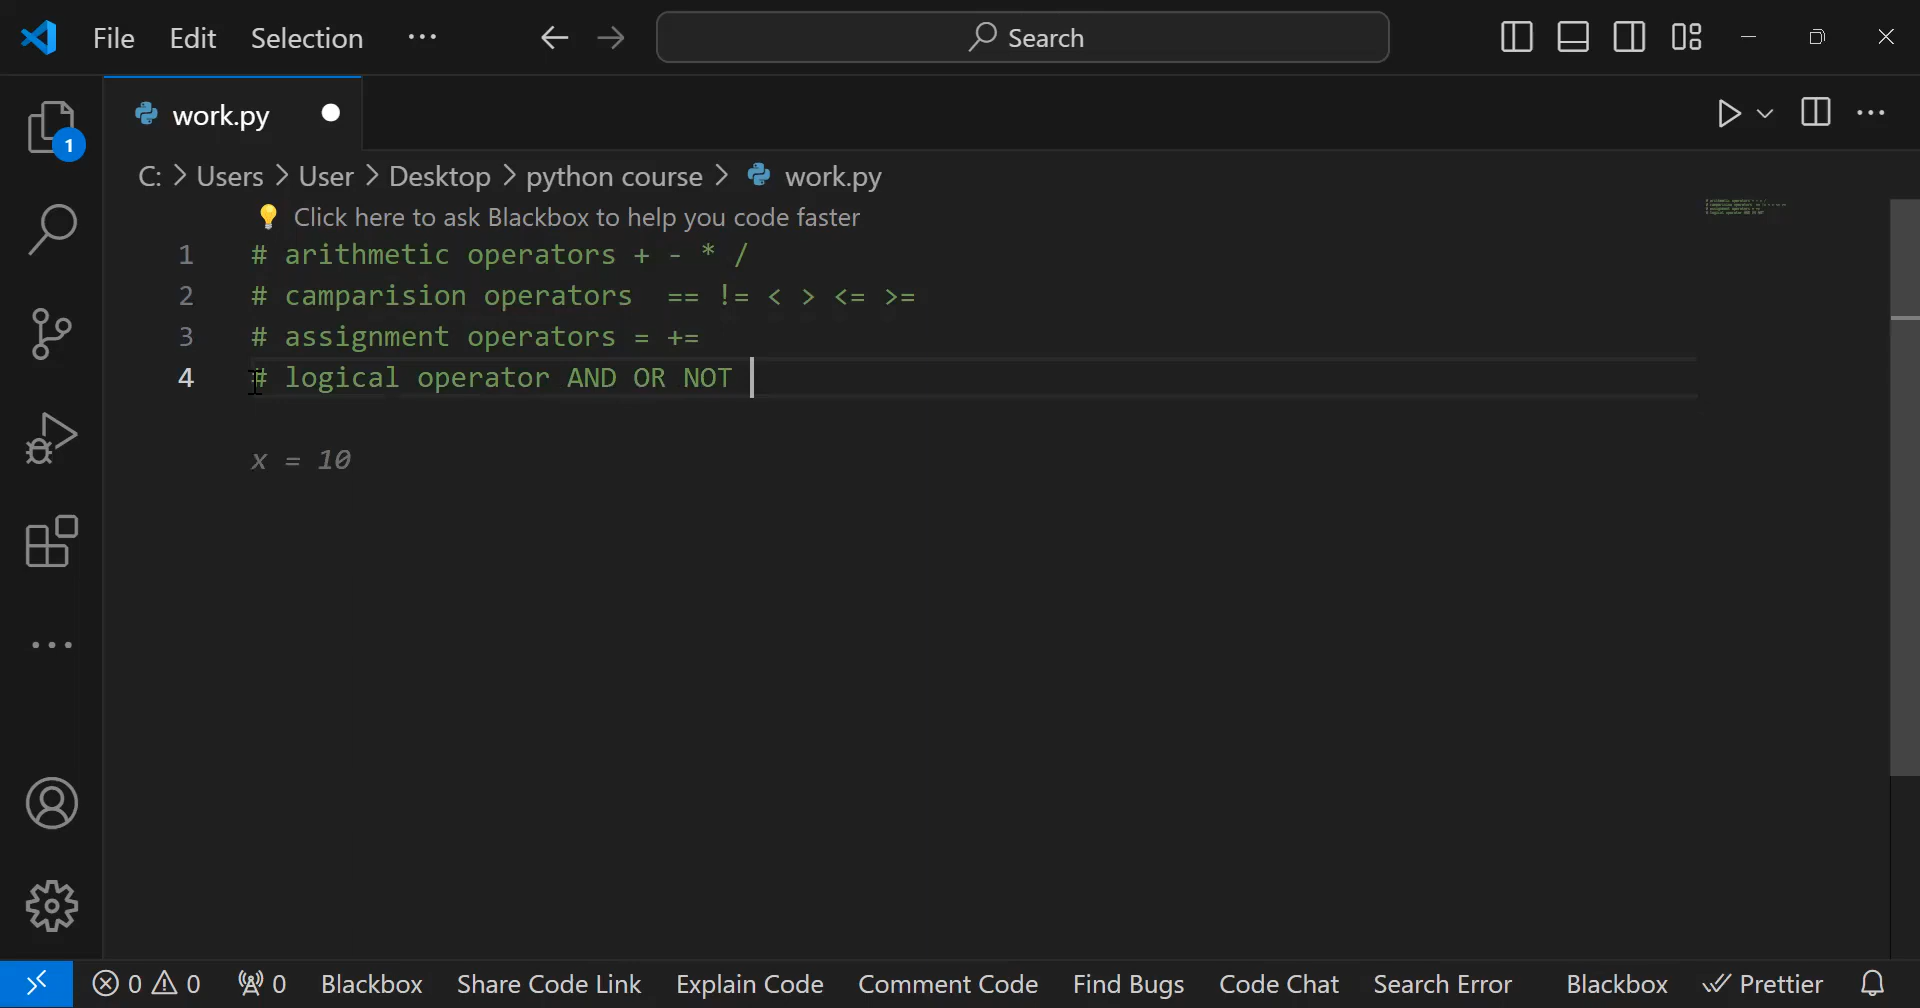 File Edit Selection ··· Search
work.py
1
C: > Users > User > Desktop > python course > work.py
Click here to ask Blackbox to help you code faster
1 # arithmetic operators + - * /
2 # camparision operators  == != < > <= >=
3 # assignment operators = +=
4 # logical operator AND OR NOT
x = 10
0 0 0 Blackbox Share Code Link Explain Code Comment Code Find Bugs Code Chat Search Error Blackbox Prettier